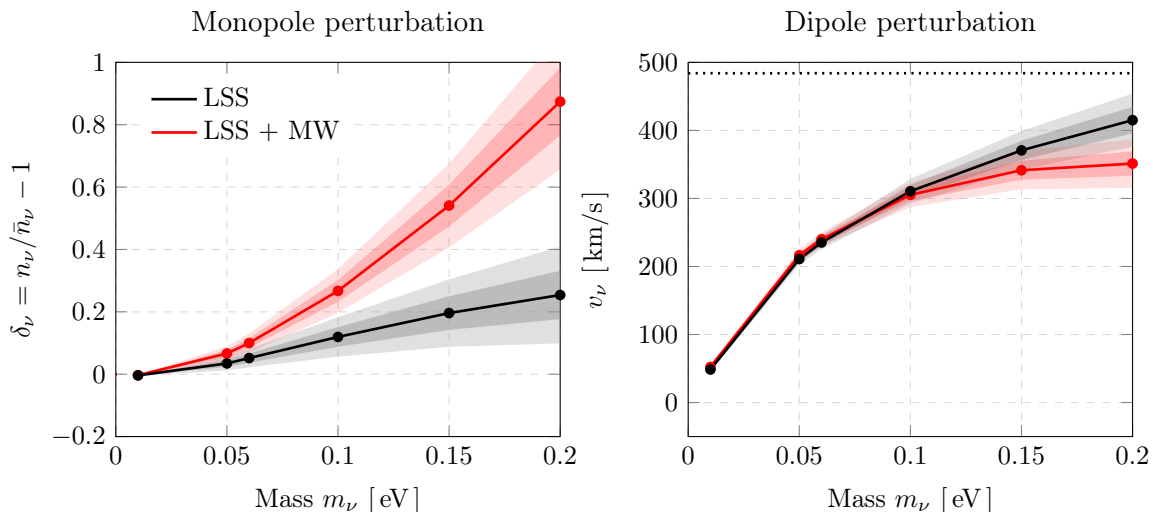 Monopole perturbation
1
0.8
0.6
0.4
0.2
0
−0.2
δν = nν/n̄ν − 1
LSS
LSS + MW
0
0.05
0.1
0.15
0.2
Mass mν [eV]
Dipole perturbation
500
400
300
200
100
0
vν [km/s]
0
0.05
0.1
0.15
0.2
Mass mν [eV]